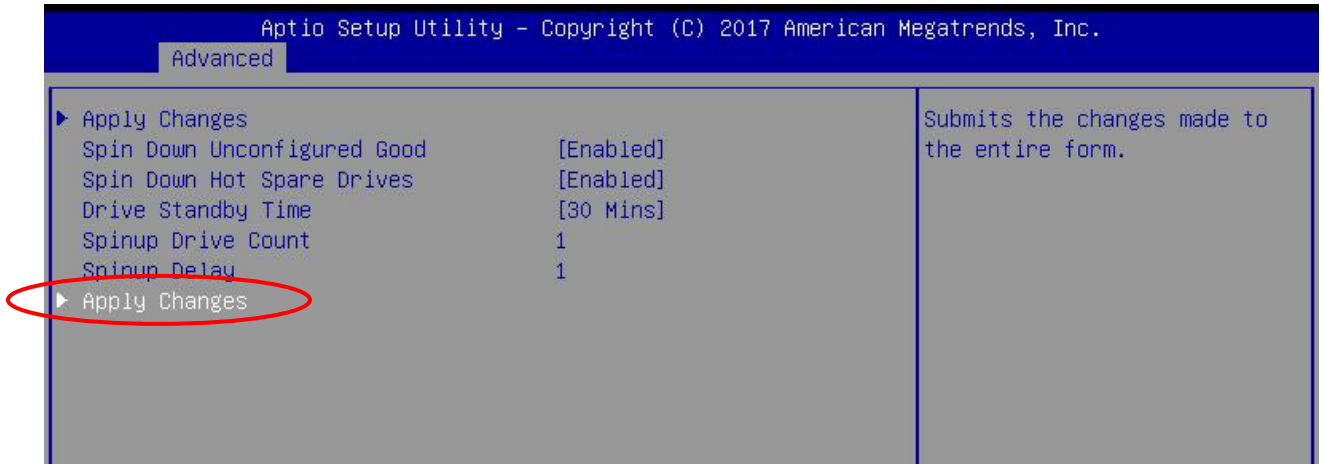 Aptio Setup Utility – Copyright (C) 2017 American Megatrends, Inc.
Advanced
Apply Changes
Spin Down Unconfigured Good [Enabled]
Spin Down Hot Spare Drives [Enabled]
Drive Standby Time [30 Mins]
Spinup Drive Count 1
Spinup Delay 1
Apply Changes
Submits the changes made to
the entire form.